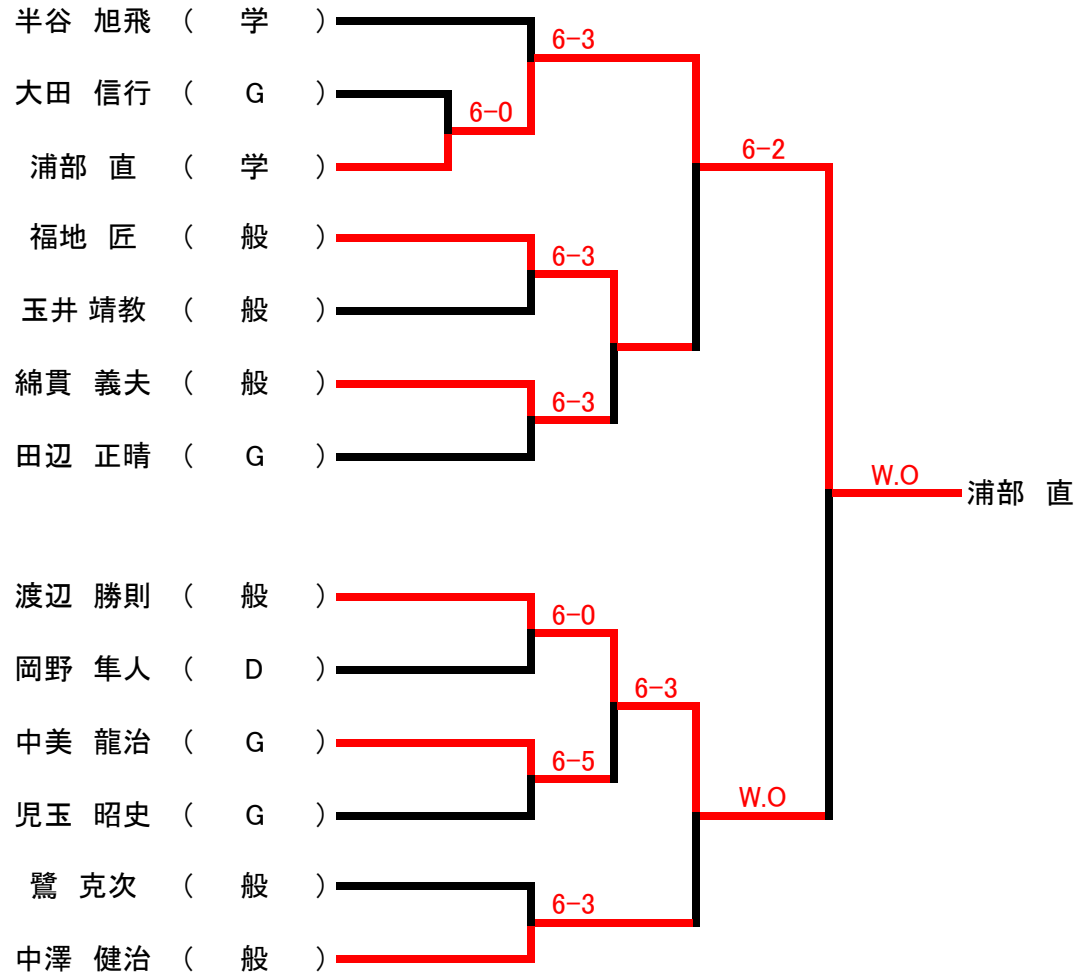 半谷 旭飛 ( 学 )
6-3
大田 信行 ( G )
6-0
浦部 直 ( 学 )
6-2
福地 匠 ( 般 )
6-3
玉井 靖教 ( 般 )
綿貫 義夫 ( 般 )
6-3
田辺 正晴 ( G )
W.O
浦部 直
渡辺 勝則 ( 般 )
6-0
岡野 隼人 ( D )
6-3
中美 龍治 ( G )
6-5
児玉 昭史 ( G )
W.O
鷺 克次 ( 般 )
6-3
中澤 健治 ( 般 )